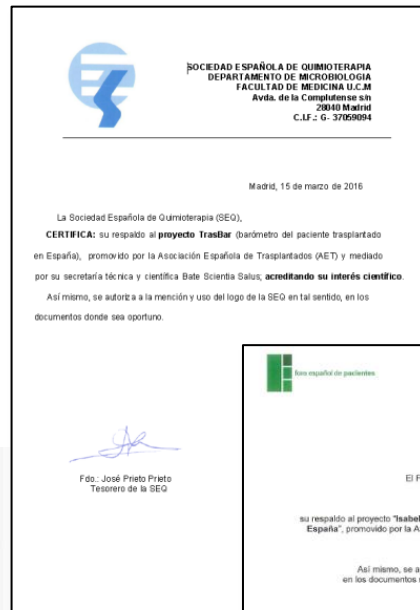 SOCIEDAD ESPAÑOLA DE QUIMIOTERAPIA
DEPARTAMENTO DE MICROBIOLOGIA
FACULTAD DE MEDICINA U.C.M
Avda. de la Complutense s/n
28040 Madrid
C.I.F.: G- 37059094
Madrid, 15 de marzo de 2016
La Sociedad Española de Quimioterapia (SEQ),
CERTIFICA: su respaldo al proyecto TrasBar (barómetro del paciente trasplantado
en España), promovido por la Asociación Española de Trasplantados (AET) y mediado
por su secretaría técnica y científica Bate Scientia Salus; acreditando su interés científico.
Así mismo, se autoriza a la mención y uso del logo de la SEQ en tal sentido, en los
documentos donde sea oportuno.
Fdo.: José Prieto Prieto
Tesorero de la SEQ
foro español de pacientes
El F
su respaldo al proyecto "Isabel
España", promovido por la A
Así mismo, se a
en los documentos